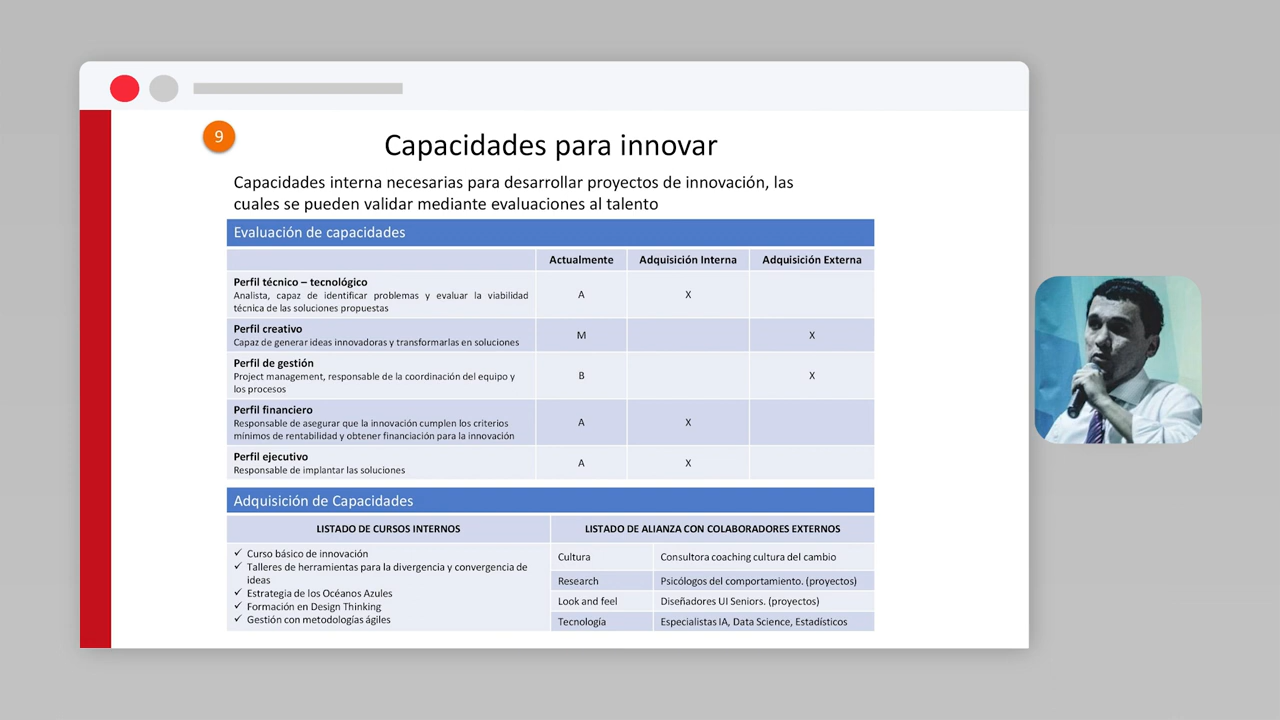 9
Capacidades para innovar
Capacidades interna necesarias para desarrollar proyectos de innovación, las
cuales se pueden validar mediante evaluaciones al talento
Evaluación de capacidades
Actualmente Adquisición Interna Adquisición Externa
Perfil técnico – tecnológico
Analista, capaz de identificar problemas y evaluar la viabilidad
técnica de las soluciones propuestas
A X
Perfil creativo
Capaz de generar ideas innovadoras y transformarlas en soluciones
M X
Perfil de gestión
Project management, responsable de la coordinación del equipo y
los procesos
B X
Perfil financiero
Responsable de asegurar que la innovación cumplen los criterios
mínimos de rentabilidad y obtener financiación para la innovación
A X
Perfil ejecutivo
Responsable de implantar las soluciones
A X
Adquisición de Capacidades
LISTADO DE CURSOS INTERNOS
✓ Curso básico de innovación
✓ Talleres de herramientas para la divergencia y convergencia de
ideas
✓ Estrategia de los Océanos Azules
✓ Formación en Design Thinking
✓ Gestión con metodologías ágiles
LISTADO DE ALIANZA CON COLABORADORES EXTERNOS
Cultura Consultora coaching cultura del cambio
Research Psicólogos del comportamiento. (proyectos)
Look and feel Diseñadores UI Seniors. (proyectos)
Tecnología Especialistas IA, Data Science, Estadísticos